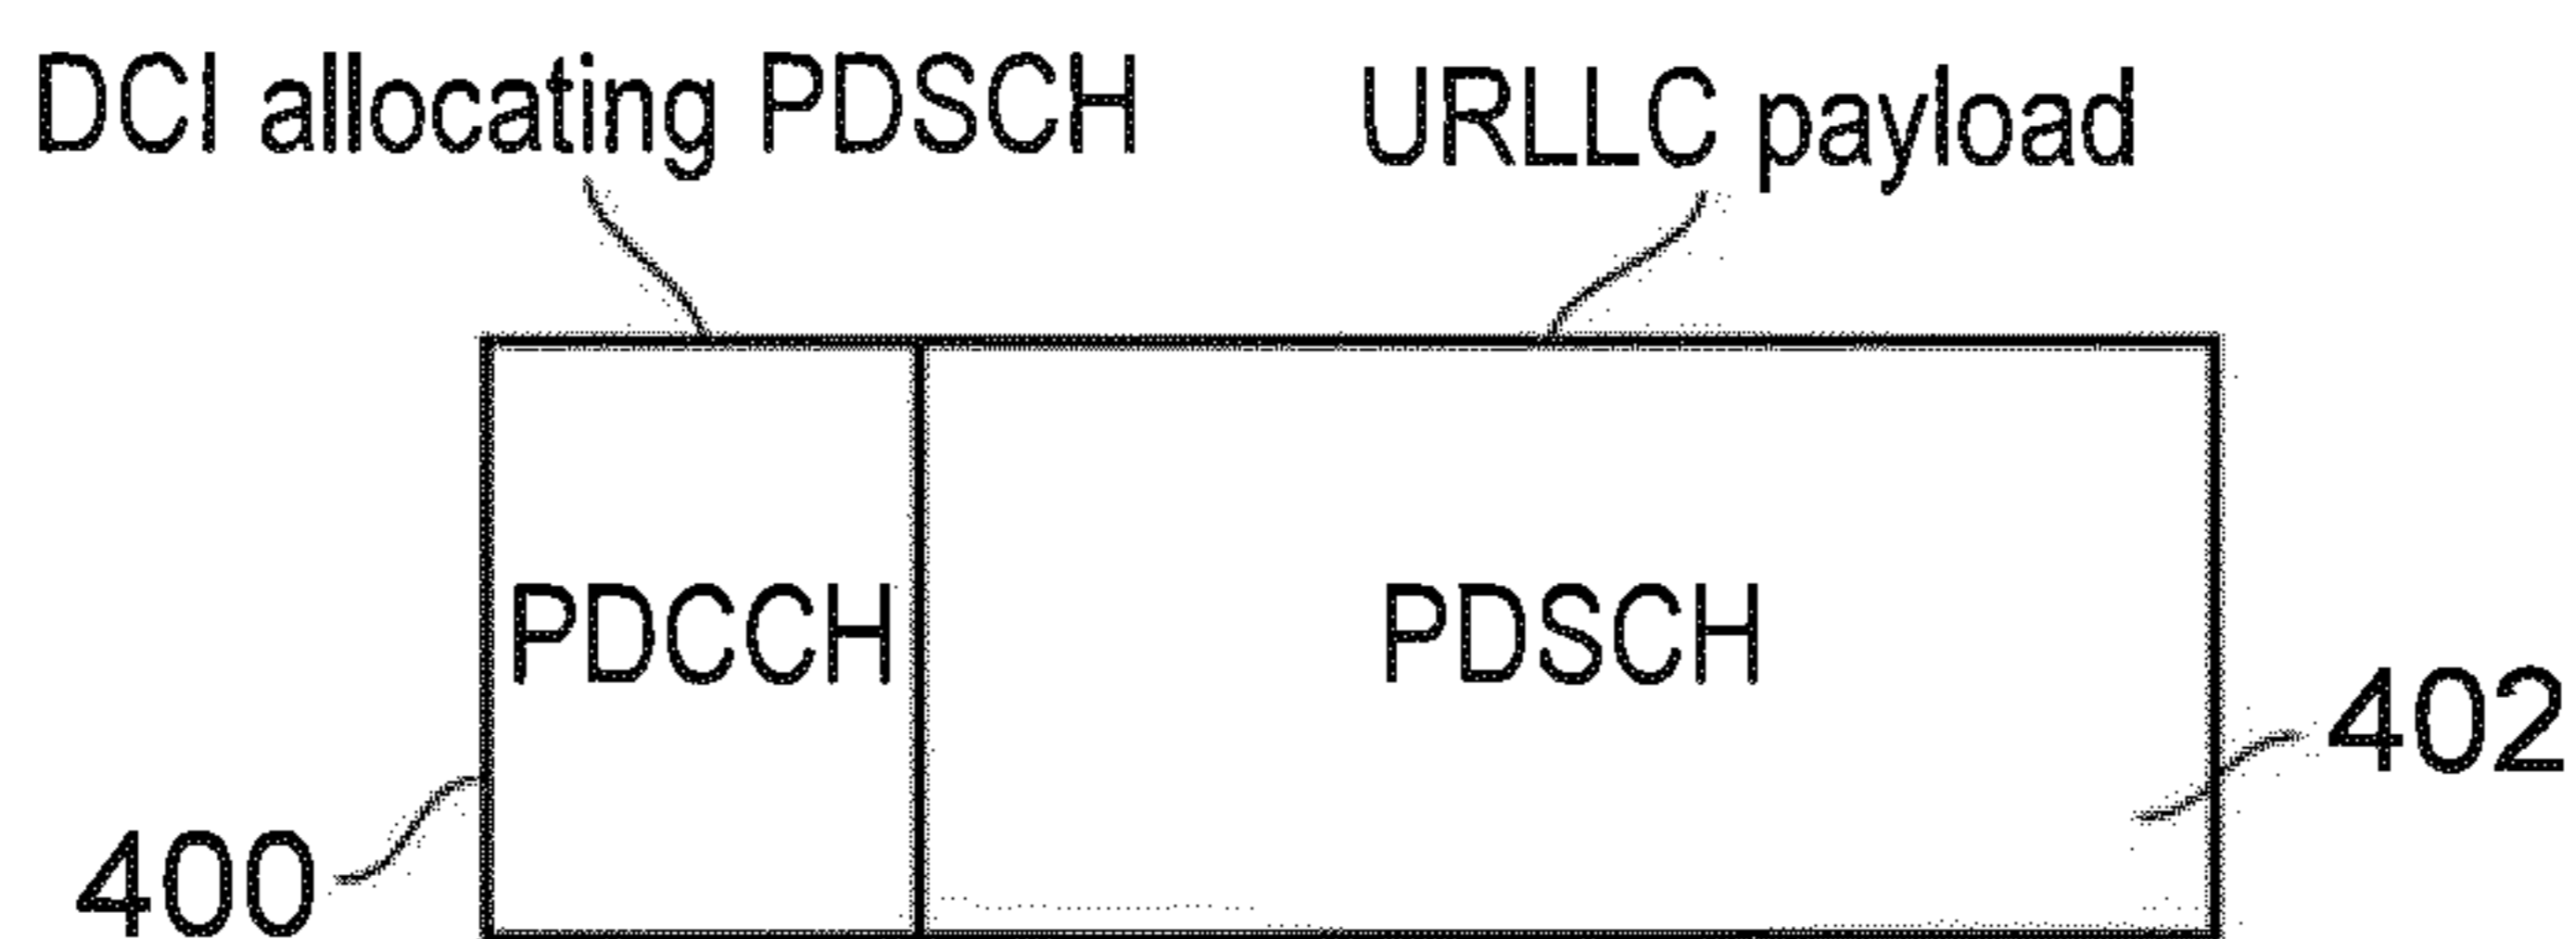 DCI allocating PDSCH
URLLC payload
PDCCH
PDSCH
402
400